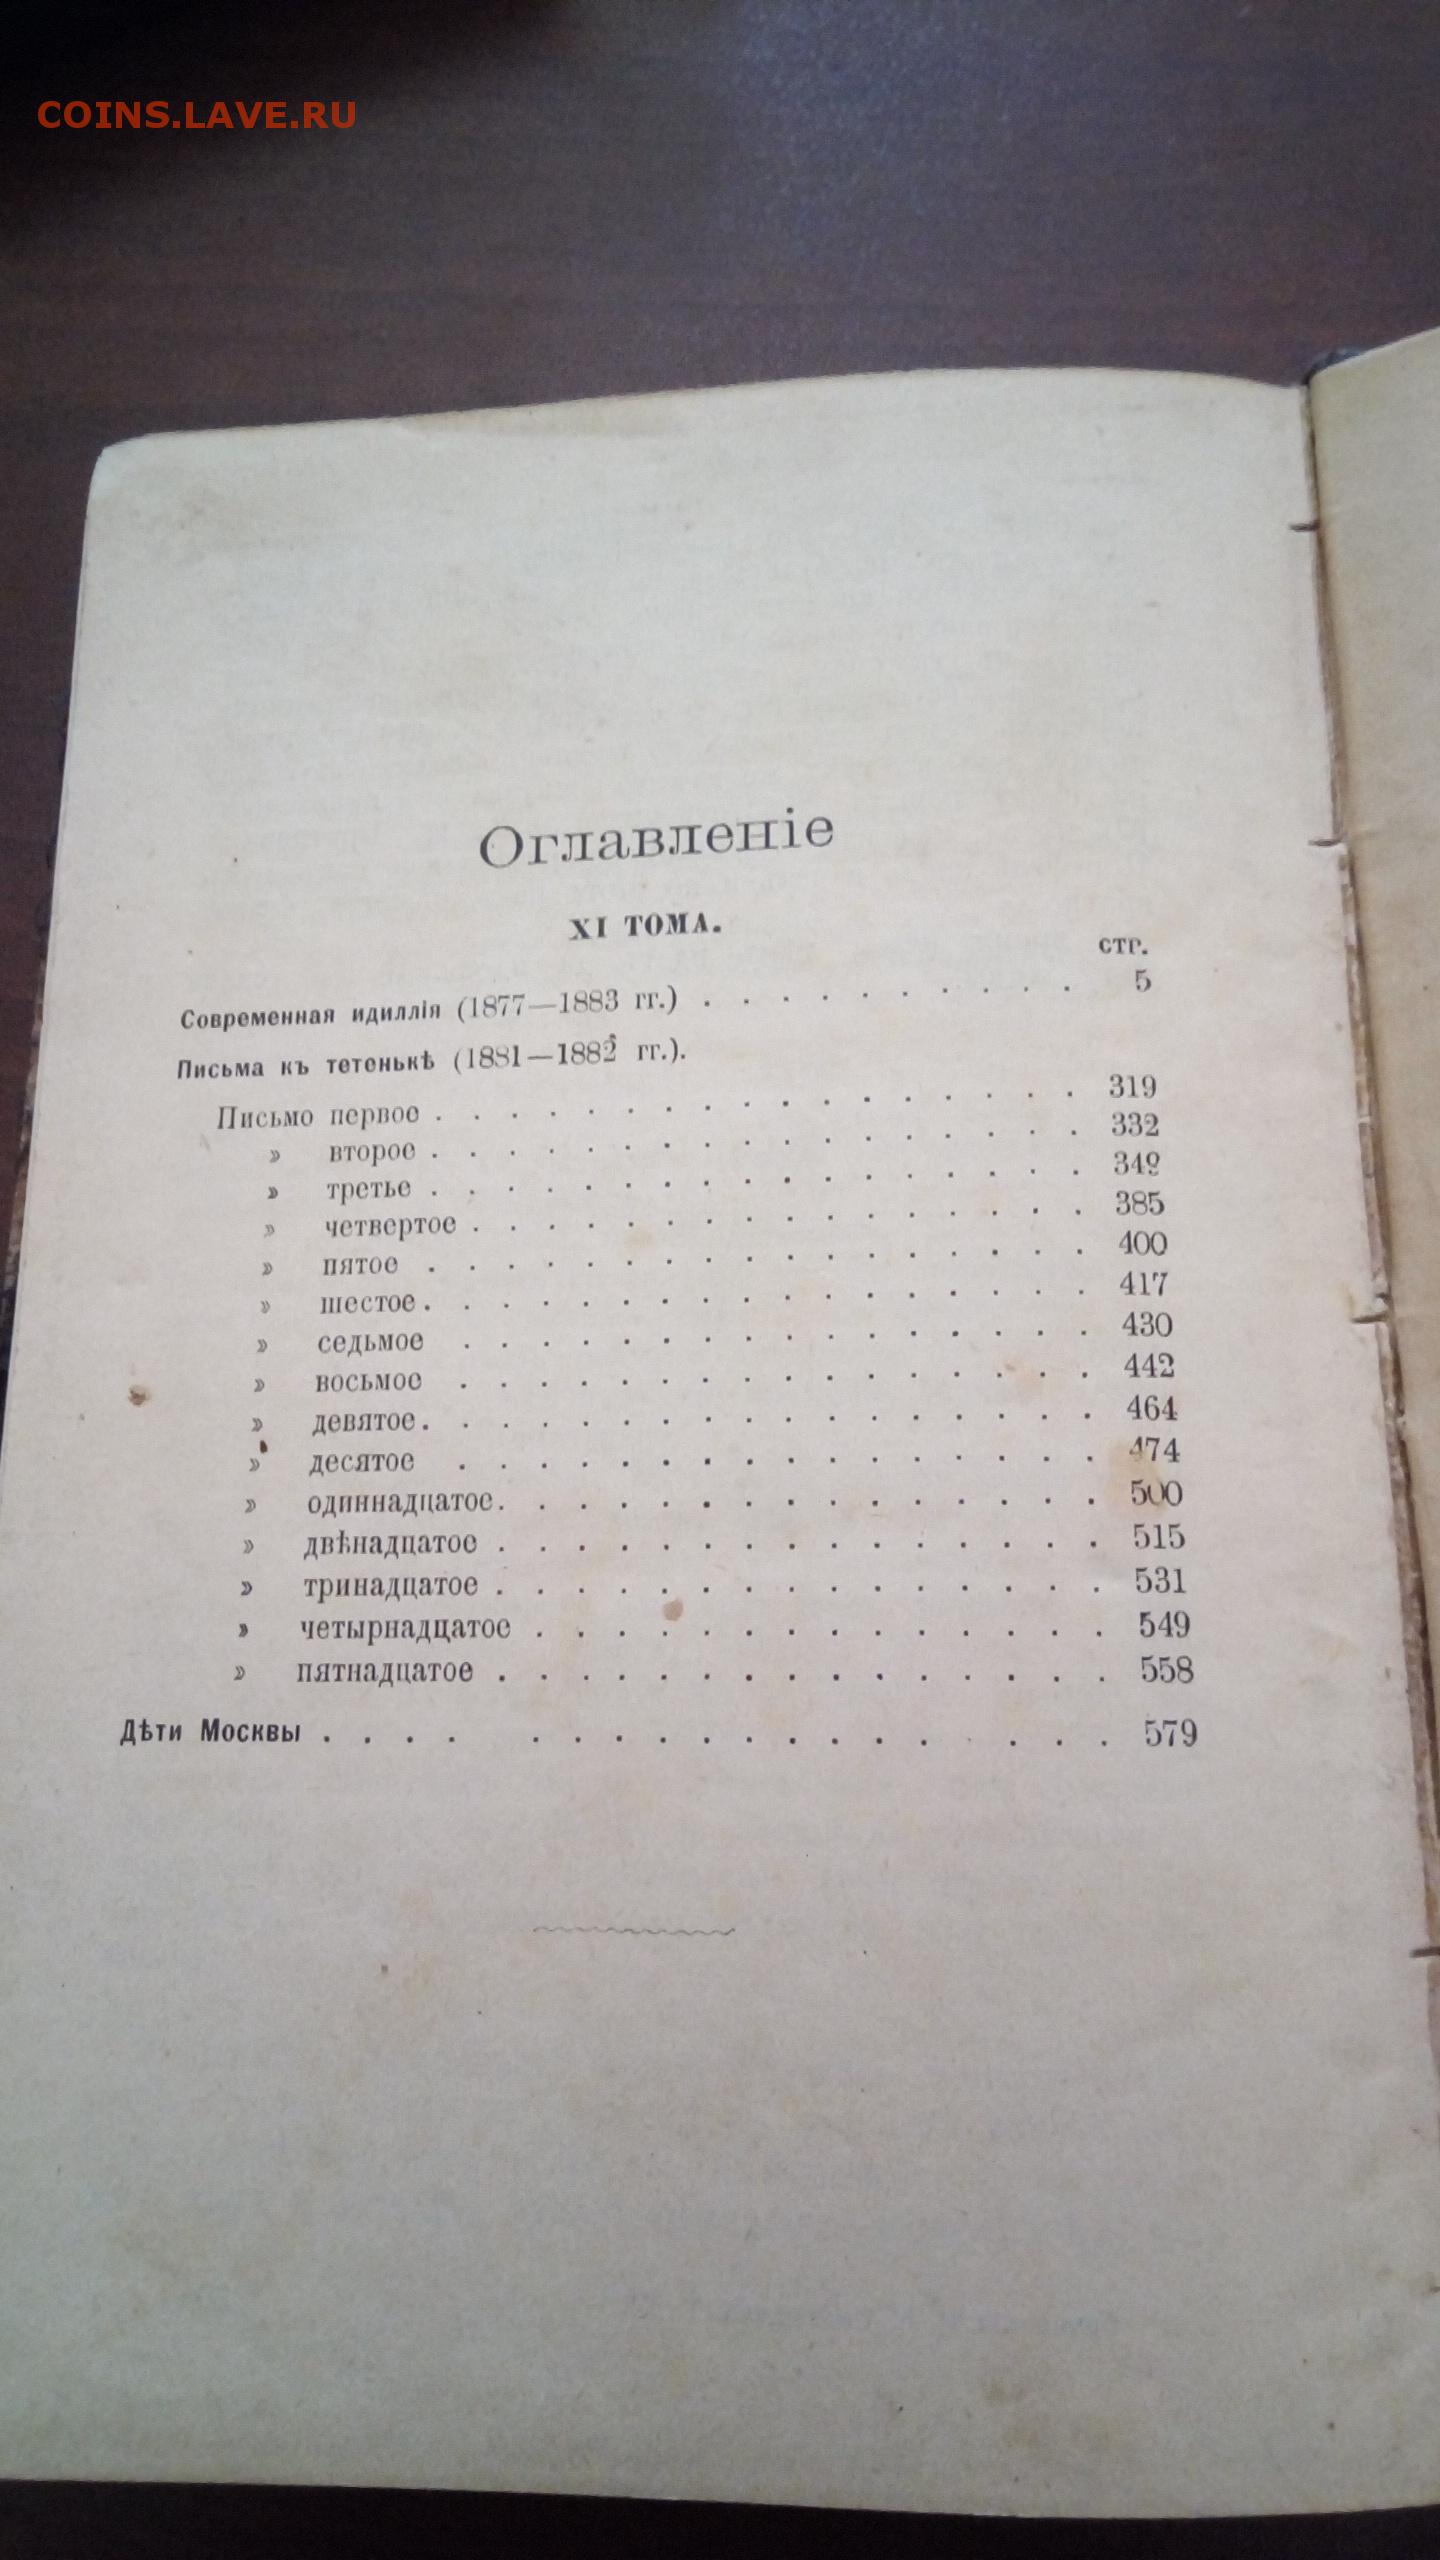 COINS.LAVE.RU
Оглавленіе
XI ТОМА.
стр.
Современная идиллія (1877—1883 гг.) . . . . . . . . . . 5
Письма къ тетенькѣ (1881—1882 гг.).
Письмо первое . . . . . . . . . . . . . . . . . 319
» второе . . . . . . . . . . . . . . . . . 332
» третье . . . . . . . . . . . . . . . . . 349
» четвертое . . . . . . . . . . . . . . . . 385
» пятое . . . . . . . . . . . . . . . . . 400
» шестое . . . . . . . . . . . . . . . . . 417
» седьмое . . . . . . . . . . . . . . . . 430
» восьмое . . . . . . . . . . . . . . . . 442
» девятое . . . . . . . . . . . . . . . . . 464
» десятое . . . . . . . . . . . . . . . . 474
» одиннадцатое . . . . . . . . . . . . . . . 500
» двѣнадцатое . . . . . . . . . . . . . . . 515
» тринадцатое . . . . . . . . . . . . . . . 531
» четырнадцатое . . . . . . . . . . . . . . 549
» пятнадцатое . . . . . . . . . . . . . . . 558
Дѣти Москвы . . . . . . . . . . . . . . . . . . 579